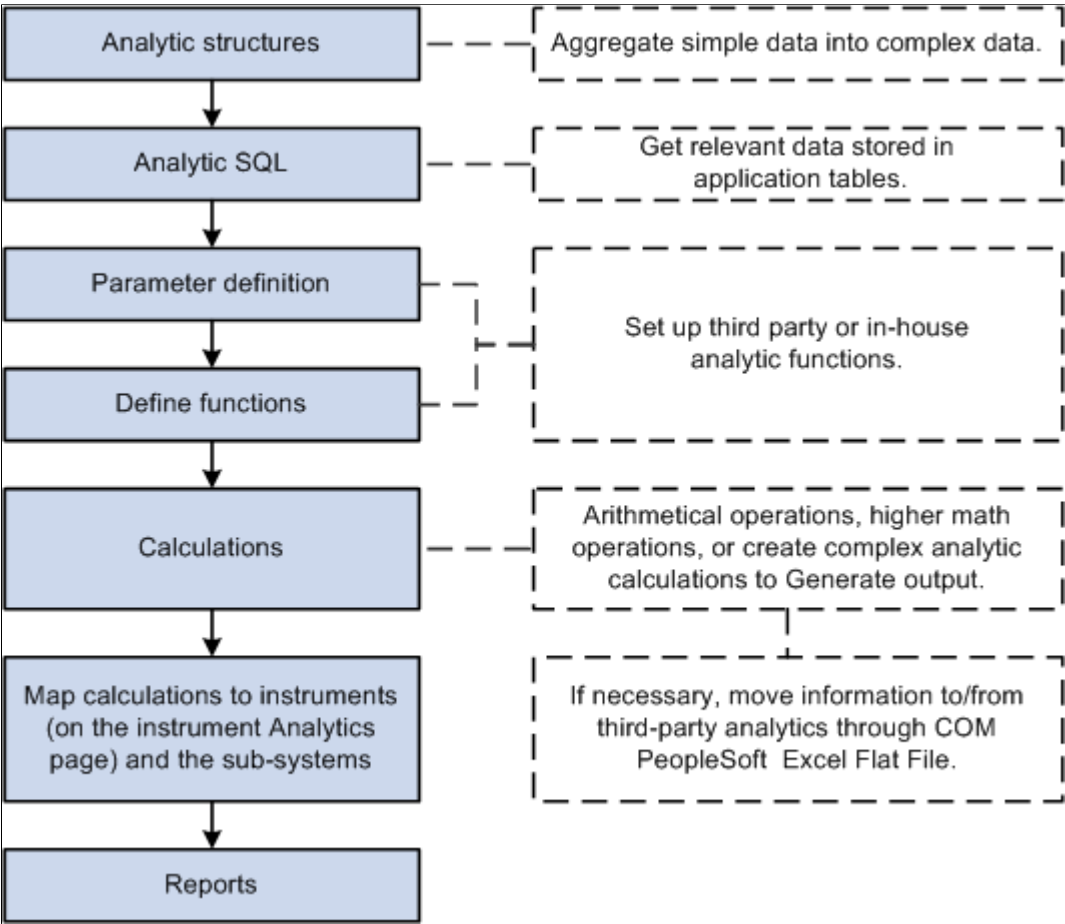 Analytic structures
Aggregate simple data into complex data.
Analytic SQL
Get relevant data stored in
application tables.
Parameter definition
Set up third party or in-house
analytic functions.
Define functions
Calculations
Arithmetical operations, higher math
operations, or create complex analytic
calculations to Generate output.
Map calculations to instruments
(on the instrument Analytics
page) and the sub-systems
If necessary, move information to/from
third-party analytics through COM
PeopleSoft Excel Flat File.
Reports